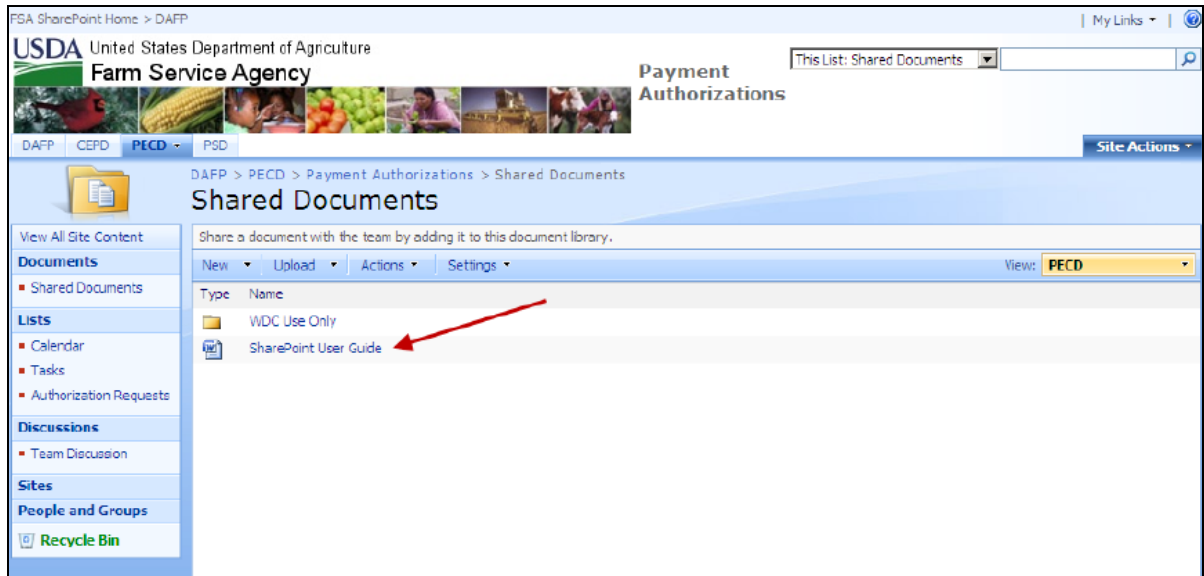 FSA SharePoint Home > DAFP
| My Links |
USDA United States Department of Agriculture
Farm Service Agency
Payment
Authorizations
This List: Shared Documents
DAFP CEPD PECD PSD
Site Actions
DAFP > PECD > Payment Authorizations > Shared Documents
Shared Documents
View All Site Content
Share a document with the team by adding it to this document library.
Documents
New Upload Actions Settings
View: PECD
Shared Documents
Type Name
WDC Use Only
SharePoint User Guide
Lists
Calendar
Tasks
Authorization Requests
Discussions
Team Discussion
Sites
People and Groups
Recycle Bin